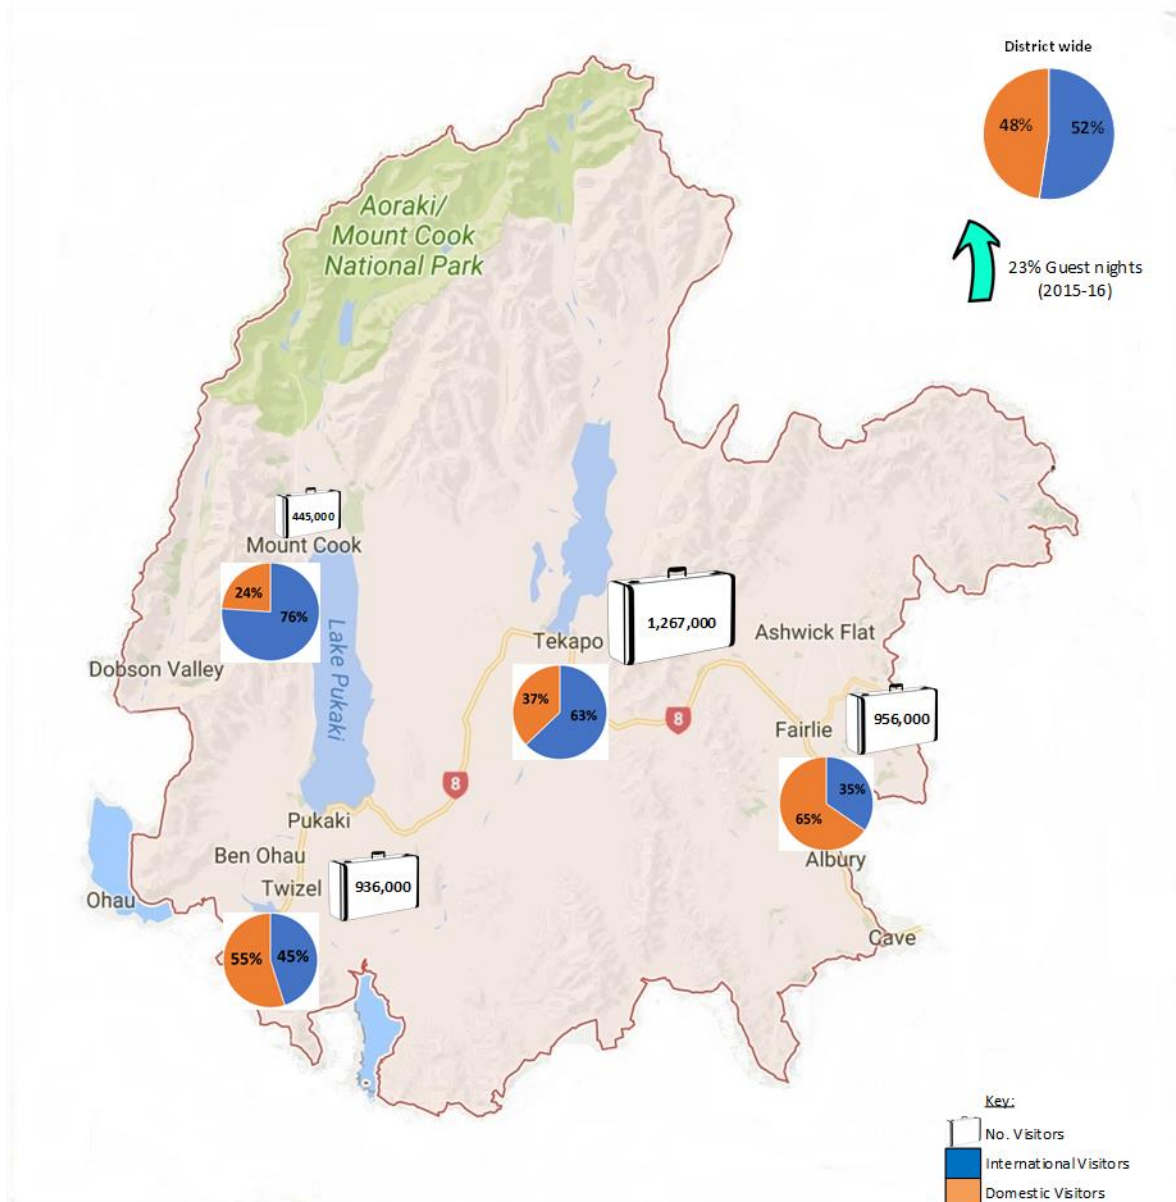 District wide
48%
52%
23% Guest nights
(2015-16)
Aoraki/
Mount Cook
National Park
445,000
Mount Cook
24%
76%
Lake Pukaki
Dobson Valley
1,267,000
Tekapo
Ashwick Flat
37%
63%
8
956,000
Fairlie
35%
65%
Albury
8
Pukaki
Ben Ohau
Twizel
936,000
Ohau
55%
45%
Cave
Key:
No. Visitors
International Visitors
Domestic Visitors